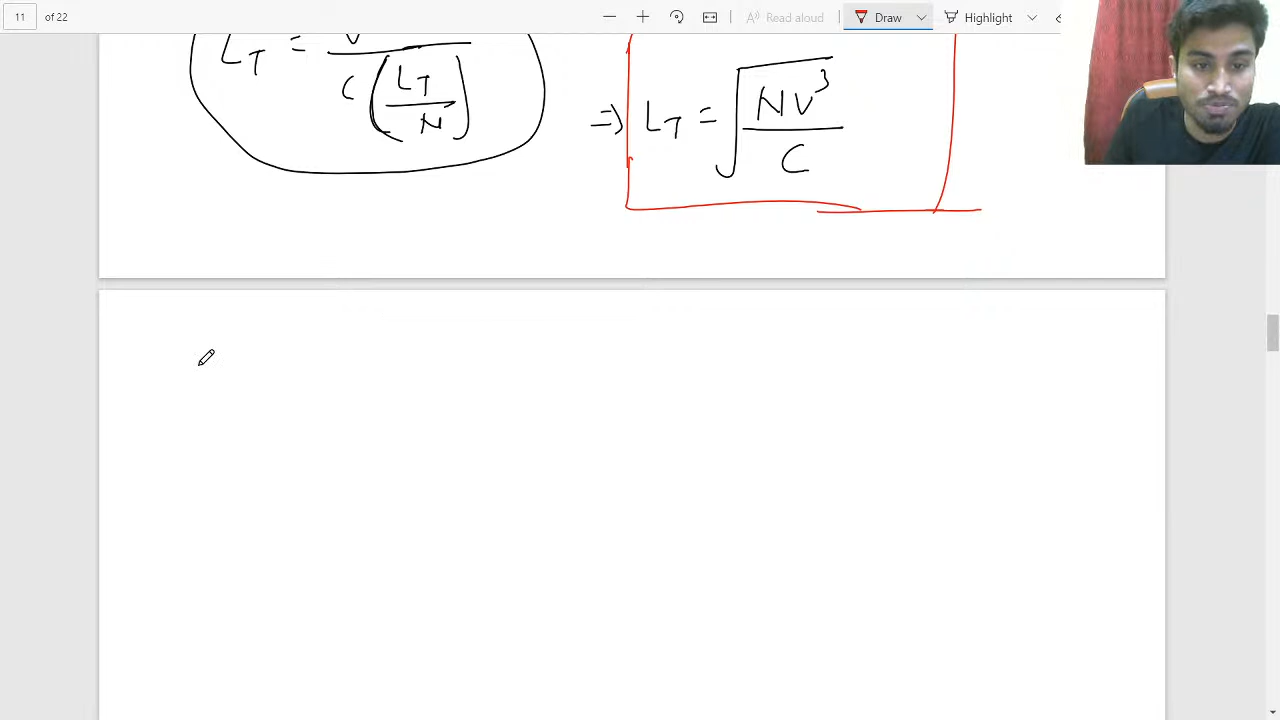 11 of 22 Read aloud Draw Highlight
L_T = V / C (L_T / N)
⇒ L_T = √(NV³ / C)